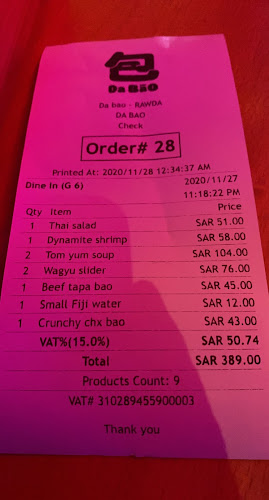 包
Da BāO
Da bao - RAWDA
DA BAO
Check
Order# 28
Printed At: 2020/11/28 12:34:37 AM
Dine In (G 6) 2020/11/27
11:18:22 PM
Qty Item Price
1 Thai salad SAR 51.00
1 Dynamite shrimp SAR 58.00
2 Tom yum soup SAR 104.00
2 Wagyu slider SAR 76.00
1 Beef tapa bao SAR 45.00
1 Small Fiji water SAR 12.00
1 Crunchy chx bao SAR 43.00
VAT%(15.0%) SAR 50.74
Total SAR 389.00
Products Count: 9
VAT# 310289455900003
Thank you